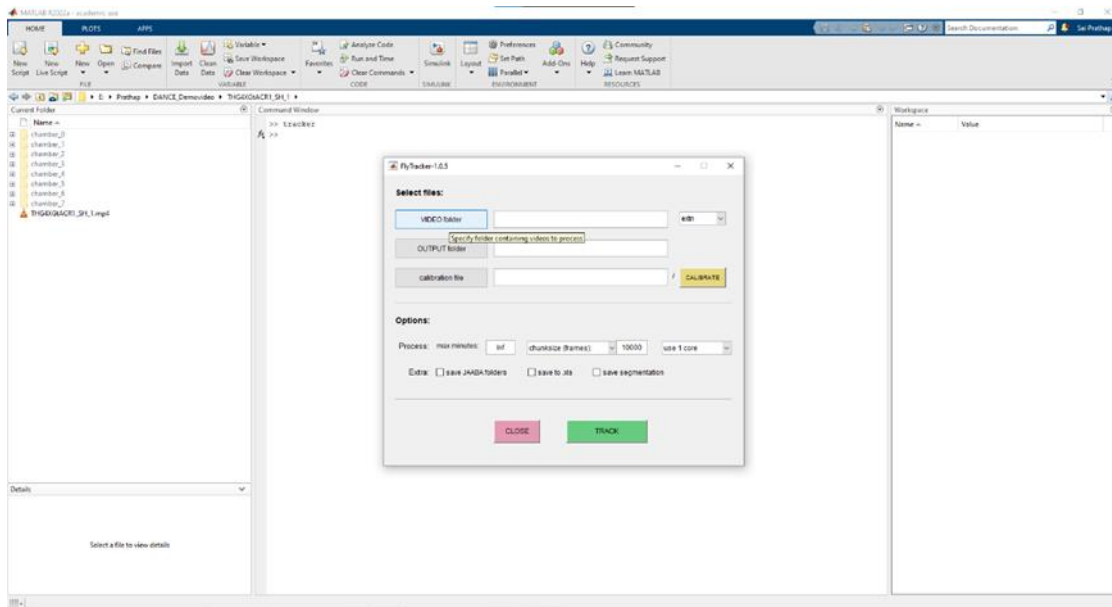 MATLAB R2022a - academic use
HOME PLOTS APPS
Search Documentation
Sai Prathap
New Script
New Live Script
New
Open
Find Files
Compare
Import Data
Clean Data
Variable
Save Workspace
Clear Workspace
Favorites
Analyze Code
Run and Time
Clear Commands
Simulink
Layout
Preferences
Set Path
Parallel
Add-Ons
Help
Community
Request Support
Learn MATLAB
FILE VARIABLE CODE SIMULINK ENVIRONMENT RESOURCES
E: Prathap DANCE_Demovideo
Current Folder
Name
chamber_0
chamber_1
chamber_2
chamber_3
chamber_4
chamber_5
chamber_6
chamber_7
Details
Select a file to view details
Command Window
>> tracker
fx >>
Workspace
Name Value
FlyTracker-1.0.5
Select files:
VIDEO folder
extn
Specify folder containing videos to process
OUTPUT folder
calibration file / CALIBRATE
Options:
Process: max minutes: inf chunksize (frames): 10000 use 1 core
Extra: save JAABA folders save to .xls save segmentation
CLOSE TRACK